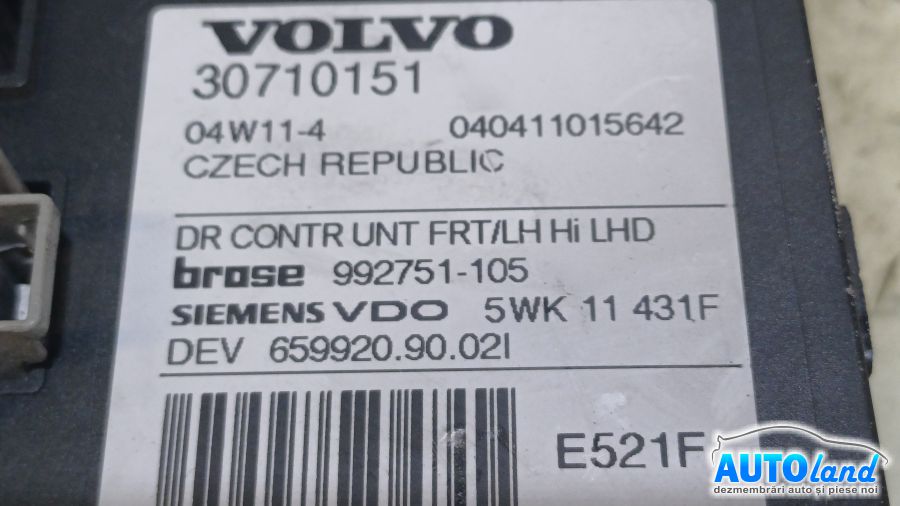 VOLVO
30710151
04W11-4 040411015642
CZECH REPUBLIC
DR CONTR UNT FRT/LH Hi LHD
brose 992751-105
SIEMENS VDO 5WK 11 431F
DEV 659920.90.02I
E521F
AUTOland
dezmembrări auto și piese noi